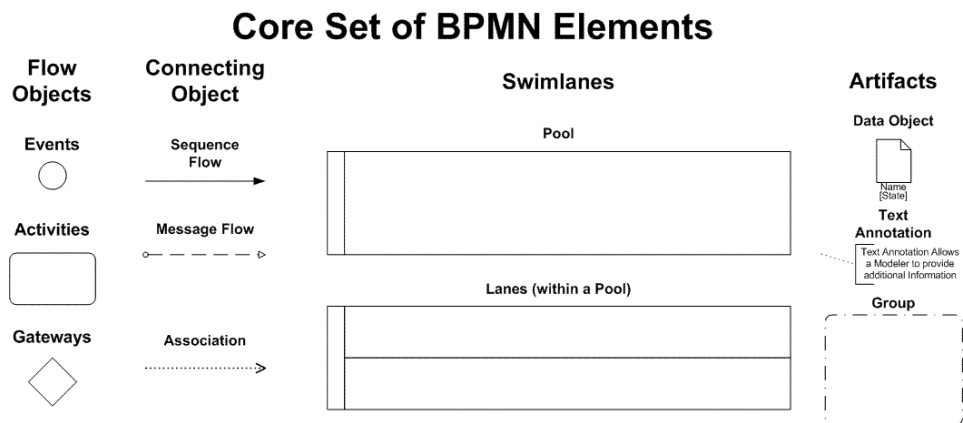 Core Set of BPMN Elements
Flow
Objects
Connecting
Object
Swimlanes
Artifacts
Events
Sequence
Flow
Pool
Data Object
Name
[State]
Activities
Message Flow
Text
Annotation
Text Annotation Allows
a Modeler to provide
additional Information
Lanes (within a Pool)
Group
Gateways
Association